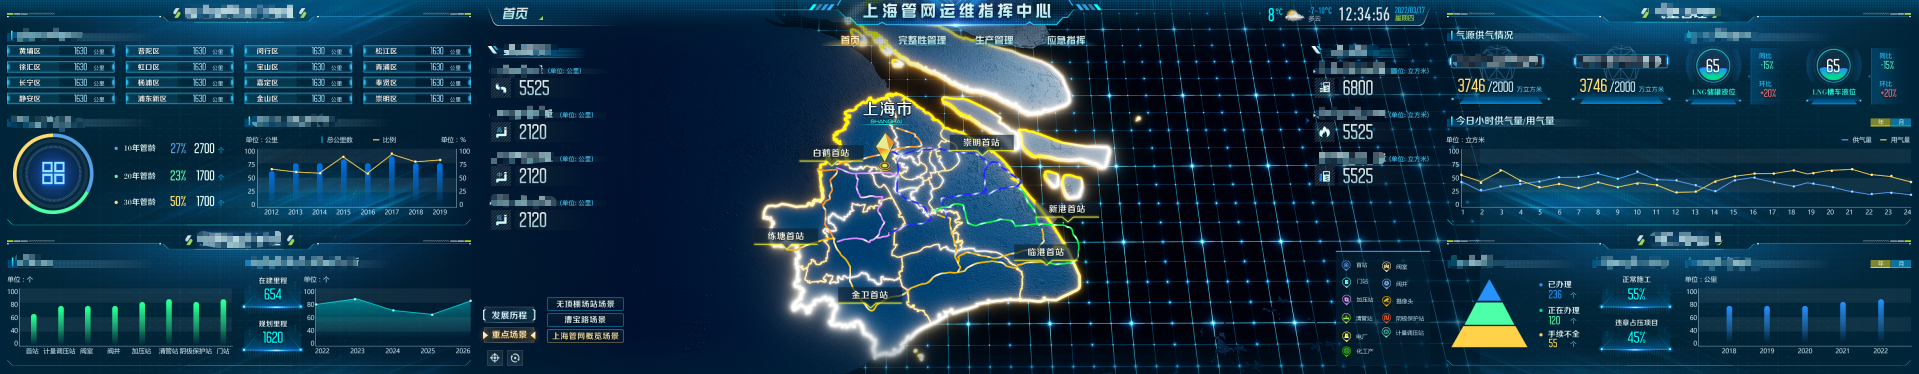 首页
上海管网运维指挥中心
8℃
-7-10℃
多云
12:34:56
2022/03/17
星期四
首页 完整性管理 生产管理 应急指挥
黄埔区 1630 公里
普陀区 1630 公里
闵行区 1630 公里
松江区 1630 公里
徐汇区 1630 公里
虹口区 1630 公里
宝山区 1630 公里
青浦区 1630 公里
长宁区 1630 公里
杨浦区 1630 公里
嘉定区 1630 公里
奉贤区 1630 公里
静安区 1630 公里
浦东新区 1630 公里
金山区 1630 公里
崇明区 1630 公里
10年管龄 27% 2700 个
20年管龄 23% 1700 个
30年管龄 50% 1700 个
单位：公里 总公里数 比例 单位：%
100 75 50 25 0
100 75 50 25 0
2012 2013 2014 2015 2016 2017 2018 2019
单位：个
100 80 60 40 0
首站 计量调压站 阀室 阀井 加压站 清管站 阴极保护站 门站
在建里程
654
规划里程
1620
单位：个
100 80 60 40 0
2022 2023 2024 2025 2026
(单位: 公里)
5525
(单位: 公里)
2120
(单位: 公里)
2120
(单位: 公里)
2120
发展历程
重点场景
无顶棚场站场景
漕宝路场景
上海管网概览场景
上海市
SHANGHAI
白鹤首站
崇明首站
新港首站
练塘首站
临港首站
金卫首站
单位: 立方米)
6800
(单位: 立方米)
5525
(单位: 立方米)
5525
首站 阀室
门站 阀井
加压站 摄像头
清管站 阴极保护站
电厂 计量调压站
化工产
气源供气情况
3746/2000 万立方米
3746/2000 万立方米
65
LNG储罐液位
同比
-15%
环比
+20%
65
LNG槽车液位
同比
-15%
环比
+20%
今日小时供气量/用气量
年 月
单位：立方米 供气量 用气量
100 75 50 25 0
1 2 3 4 5 6 7 8 9 10 11 12 13 14 15 16 17 18 19 20 21 22 23 24
已办理
236 个
正在办理
120 个
手续不全
55 个
正常施工
55%
违章占压项目
45%
年 月
单位：公里
100 80 60 40 0
2018 2019 2020 2021 2022